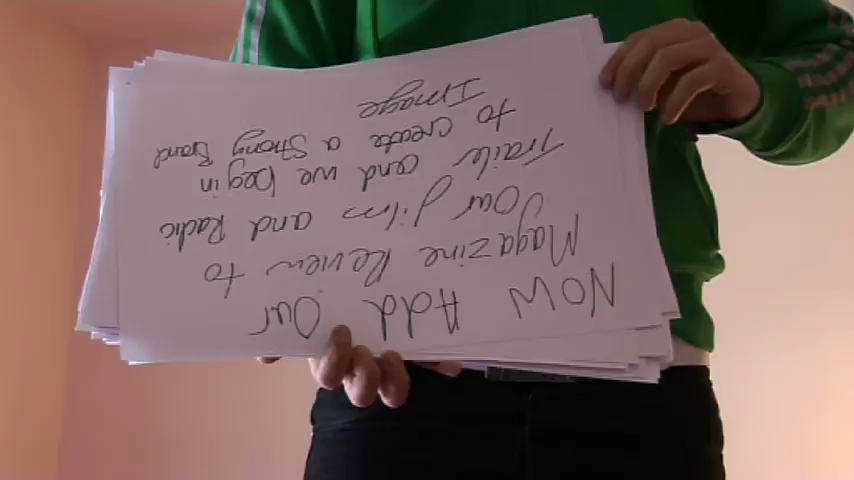 Now Add Our
Magazine Review to
Our film and Radio
Trailer and we begin in
to create a strong Brand
Image